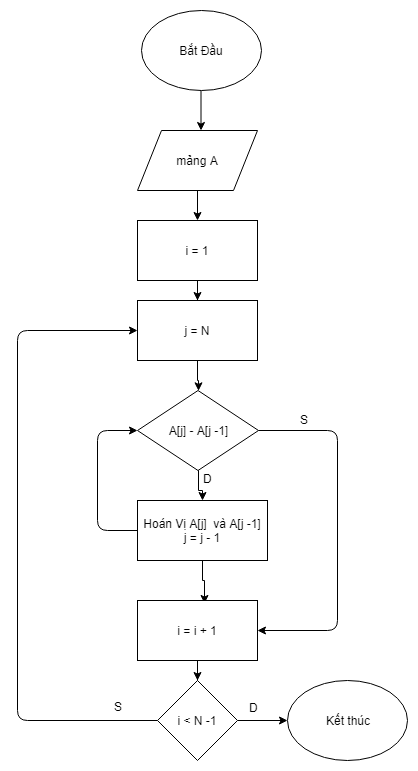 Bắt Đầu
mảng A
i = 1
j = N
A[j] - A[j -1]
S
D
Hoán Vị A[j]  và A[j -1]
j = j - 1
i = i + 1
S
i < N -1
D
Kết thúc